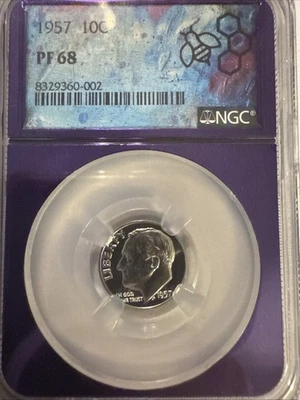 1957 10C
PF 68
8329360-002
NGC
LIBERTY
IN GOD
WE TRUST
1957